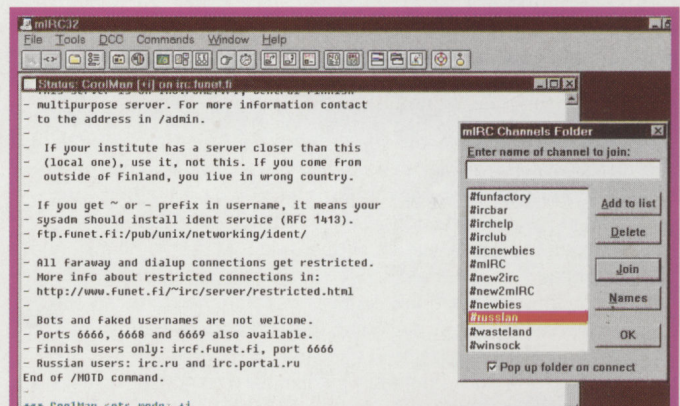 mIRC32
File Tools DCC Commands Window Help
Status: CoolMan [+i] on irc.funet.fi
- multipurpose server. For more information contact
- to the address in /admin.
-
- If your institute has a server closer than this
- (local one), use it, not this. If you come from
- outside of Finland, you live in wrong country.
-
- If you get ~ or - prefix in username, it means your
- sysadm should install ident service (RFC 1413).
- ftp.funet.fi:/pub/unix/networking/ident/
-
- All faraway and dialup connections get restricted.
- More info about restricted connections in:
- http://www.funet.fi/~irc/server/restricted.html
-
- Bots and faked usernames are not welcome.
- Ports 6666, 6668 and 6669 also available.
- Finnish users only: ircf.funet.fi, port 6666
- Russian users: irc.ru and irc.portal.ru
End of /MOTD command.
-
*** CoolMan sets mode: +i
mIRC Channels Folder
Enter name of channel to join:
#funfactory
#ircbar
#irchelp
#irclub
#ircnewbies
#mIRC
#new2irc
#new2mIRC
#newbies
#russian
#wasteland
#winsock
Add to list
Delete
Join
Names
OK
Pop up folder on connect